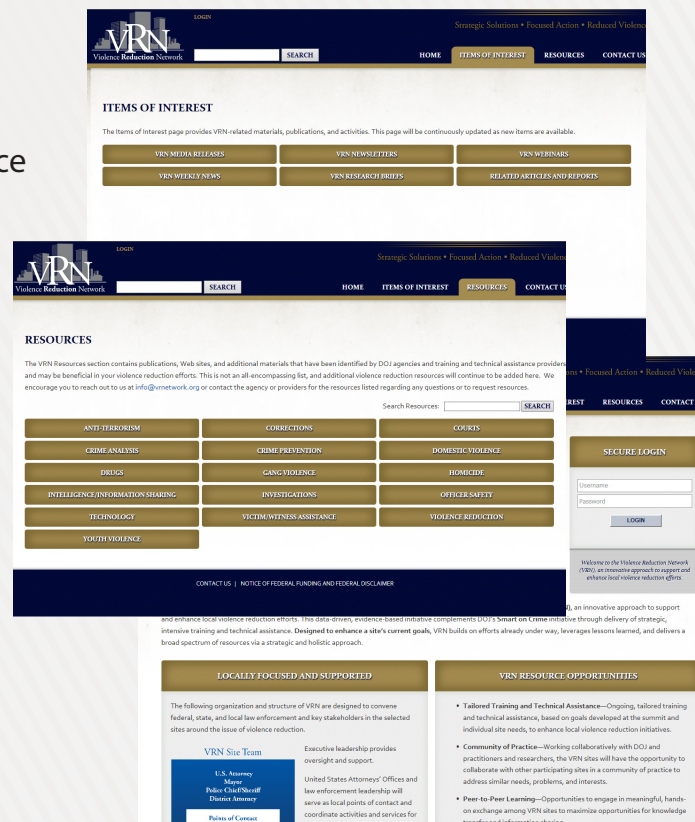 LOGIN
Strategic Solutions • Focused Action • Reduced Violence
VRN
Violence Reduction Network
SEARCH
HOME ITEMS OF INTEREST RESOURCES CONTACT US
ITEMS OF INTEREST
The Items of Interest page provides VRN-related materials, publications, and activities. This page will be continuously updated as new items are available.
VRN MEDIA RELEASES VRN NEWSLETTERS VRN WEBINARS
VRN WEEKLY NEWS VRN RESEARCH BRIEFS RELATED ARTICLES AND REPORTS
ce
LOGIN
Strategic Solutions • Focused Action • Reduced Violenc
VRN
Violence Reduction Network
SEARCH
HOME ITEMS OF INTEREST RESOURCES CONTACT US
RESOURCES
The VRN Resources section contains publications, Web sites, and additional materials that have been identified by DOJ agencies and training and technical assistance providers
and may be beneficial in your violence reduction efforts. This is not an all-encompassing list, and additional violence reduction resources will continue to be added here. We
encourage you to reach out to us at info@vrnetwork.org or contact the agency or providers for the resources listed regarding any questions or to request resources.
Search Resources: SEARCH
ANTI-TERRORISM CORRECTIONS COURTS
CRIME ANALYSIS CRIME PREVENTION DOMESTIC VIOLENCE
DRUGS GANG VIOLENCE HOMICIDE
INTELLIGENCE/INFORMATION SHARING INVESTIGATIONS OFFICER SAFETY
TECHNOLOGY VICTIM/WITNESS ASSISTANCE VIOLENCE REDUCTION
YOUTH VIOLENCE
CONTACT US | NOTICE OF FEDERAL FUNDING AND FEDERAL DISCLAIMER
ons • Focused Action • Reduced Viole
REST RESOURCES CONTACT
SECURE LOGIN
Username
Password
LOGIN
Welcome to the Violence Reduction Network
(VRN), an innovative approach to support and
enhance local violence reduction efforts.
), an innovative approach to support
and enhance local violence reduction efforts. This data-driven, evidence-based initiative complements DOJ's Smart on Crime initiative through delivery of strategic,
intensive training and technical assistance. Designed to enhance a site's current goals, VRN builds on efforts already under way, leverages lessons learned, and delivers a
broad spectrum of resources via a strategic and holistic approach.
LOCALLY FOCUSED AND SUPPORTED
The following organization and structure of VRN are designed to convene
federal, state, and local law enforcement and key stakeholders in the selected
sites around the issue of violence reduction.
VRN Site Team
U.S. Attorney
Mayor
Police Chief/Sheriff
District Attorney
Points of Contact
Executive leadership provides
oversight and support.
United States Attorneys' Offices and
law enforcement leadership will
serve as local points of contact and
coordinate activities and services for
VRN RESOURCE OPPORTUNITIES
• Tailored Training and Technical Assistance—Ongoing, tailored training
and technical assistance, based on goals developed at the summit and
individual site needs, to enhance local violence reduction initiatives.
• Community of Practice—Working collaboratively with DOJ and
practitioners and researchers, the VRN sites will have the opportunity to
collaborate with other participating sites in a community of practice to
address similar needs, problems, and interests.
• Peer-to-Peer Learning—Opportunities to engage in meaningful, hands-
on exchange among VRN sites to maximize opportunities for knowledge
transfer and information sharing.